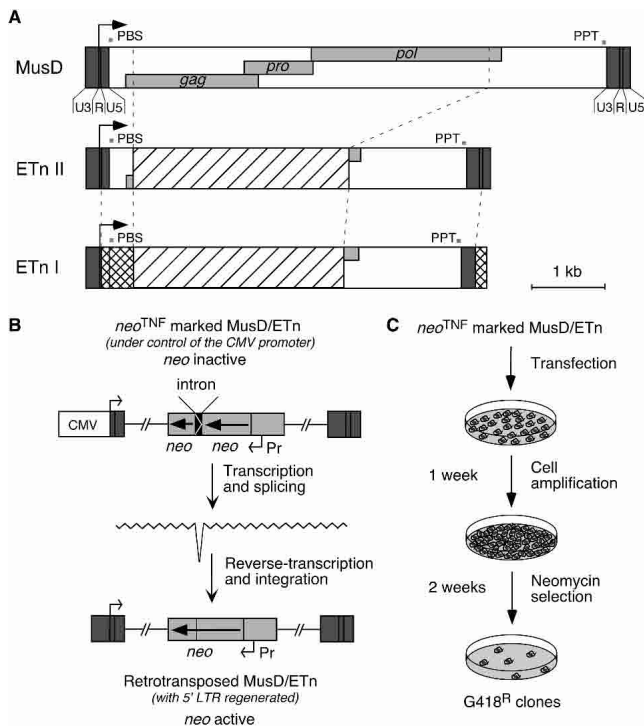 A
PBS
PPT
MusD
pol
pro
gag
U3 R U5
U3 R U5
PBS
PPT
ETn II
PBS
PPT
ETn I
1 kb
B
neoTNF marked MusD/ETn
(under control of the CMV promoter)
neo inactive
intron
CMV
neo
neo
Pr
Transcription
and splicing
Reverse-transcription
and integration
neo
Pr
Retrotransposed MusD/ETn
(with 5' LTR regenerated)
neo active
C
neoTNF marked MusD/ETn
Transfection
1 week
Cell
amplification
2 weeks
Neomycin
selection
G418R clones